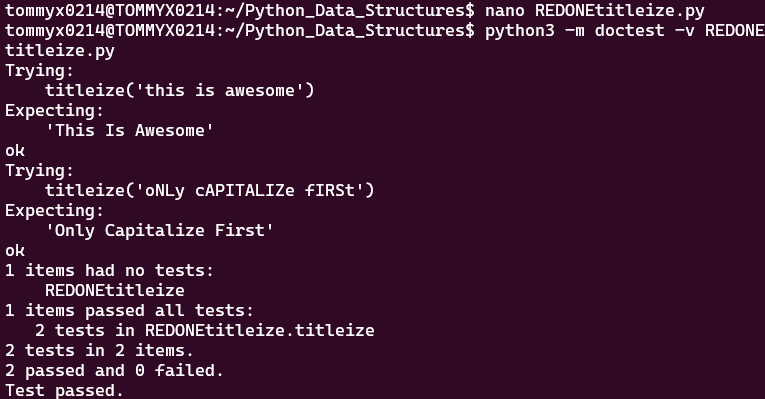 tommyx0214@TOMMYX0214:~/Python_Data_Structures$ nano REDONEtitleize.py
tommyx0214@TOMMYX0214:~/Python_Data_Structures$ python3 -m doctest -v REDONE
titleize.py
Trying:
    titleize('this is awesome')
Expecting:
    'This Is Awesome'
ok
Trying:
    titleize('oNLy cAPITALIZe fIRSt')
Expecting:
    'Only Capitalize First'
ok
1 items had no tests:
    REDONEtitleize
1 items passed all tests:
   2 tests in REDONEtitleize.titleize
2 tests in 2 items.
2 passed and 0 failed.
Test passed.